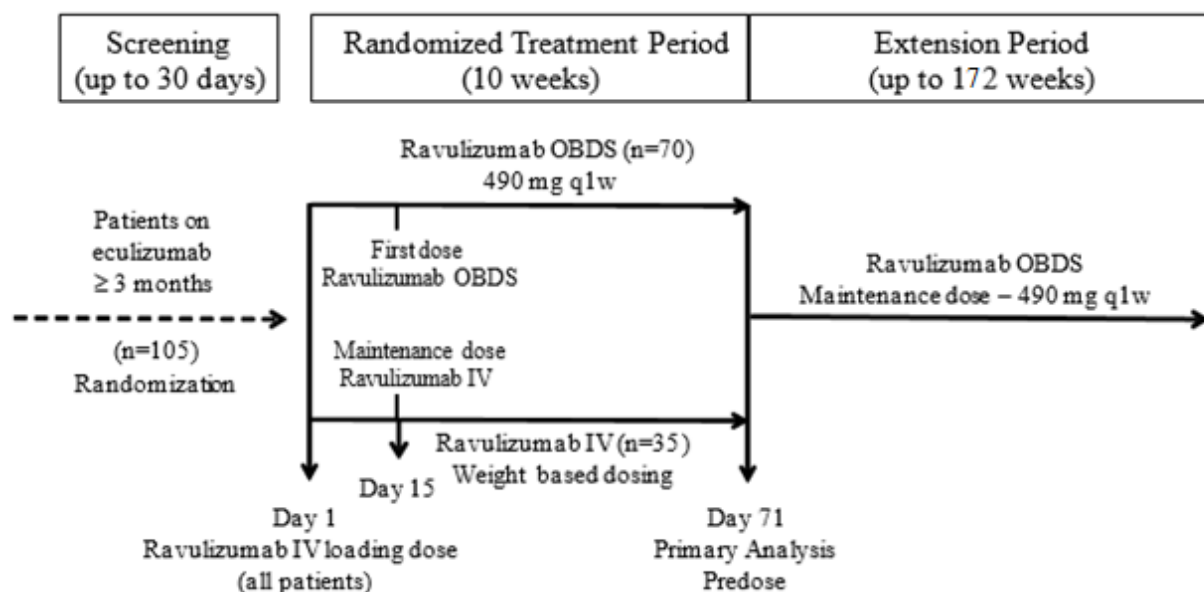 Screening
(up to 30 days)
Randomized Treatment Period
(10 weeks)
Extension Period
(up to 172 weeks)
Ravulizumab OBDS (n=70)
490 mg q1w
Patients on
eculizumab
≥ 3 months
First dose
Ravulizumab OBDS
Ravulizumab OBDS
Maintenance dose – 490 mg q1w
(n=105)
Randomization
Maintenance dose
Ravulizumab IV
Ravulizumab IV (n=35)
Weight based dosing
Day 15
Day 1
Ravulizumab IV loading dose
(all patients)
Day 71
Primary Analysis
Predose